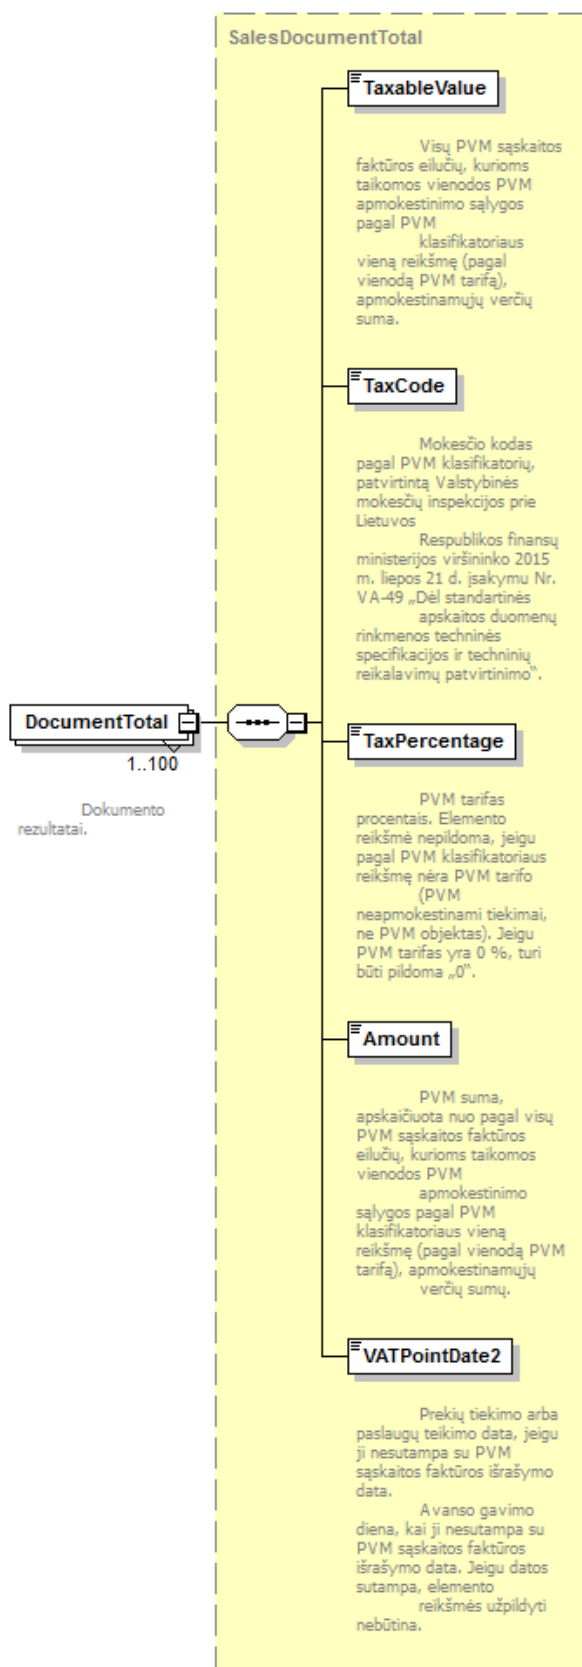 SalesDocumentTotal
TaxableValue
Visų PVM sąskaitos
faktūros eilučių, kurioms
taikomos vienodos PVM
apmokestinimo sąlygos
pagal PVM
klasifikatoriaus
vieną reikšmę (pagal
vienodą PVM tarifą),
apmokestinamųjų verčių
suma.
TaxCode
Mokesčio kodas
pagal PVM klasifikatorių,
patvirtintą Valstybinės
mokesčių inspekcijos prie
Lietuvos
Respublikos finansų
ministerijos viršininko 2015
m. liepos 21 d. įsakymu Nr.
VA-49 „Dėl standartinės
apskaitos duomenų
rinkmenos techninės
specifikacijos ir techninių
reikalavimų patvirtinimo“.
DocumentTotal
1..100
Dokumento
rezultatai.
TaxPercentage
PVM tarifas
procentais. Elemento
reikšmė nepildoma, jeigu
pagal PVM klasifikatoriaus
reikšmę nėra PVM tarifo
(PVM
neapmokestinami tiekimai,
ne PVM objektas). Jeigu
PVM tarifas yra 0 %, turi
būti pildoma „0“.
Amount
PVM suma,
apskaičiuota nuo pagal visų
PVM sąskaitos faktūros
eilučių, kurioms taikomos
vienodos PVM
apmokestinimo
sąlygos pagal PVM
klasifikatoriaus vieną
reikšmę (pagal vienodą PVM
tarifą), apmokestinamųjų
verčių sumų.
VATPointDate2
Prekių tiekimo arba
paslaugų teikimo data, jeigu
ji nesutampa su PVM
sąskaitos faktūros išrašymo
data.
Avanso gavimo
diena, kai ji nesutampa su
PVM sąskaitos faktūros
išrašymo data. Jeigu datos
sutampa, elemento
reikšmės užpildyti
nebūtina.